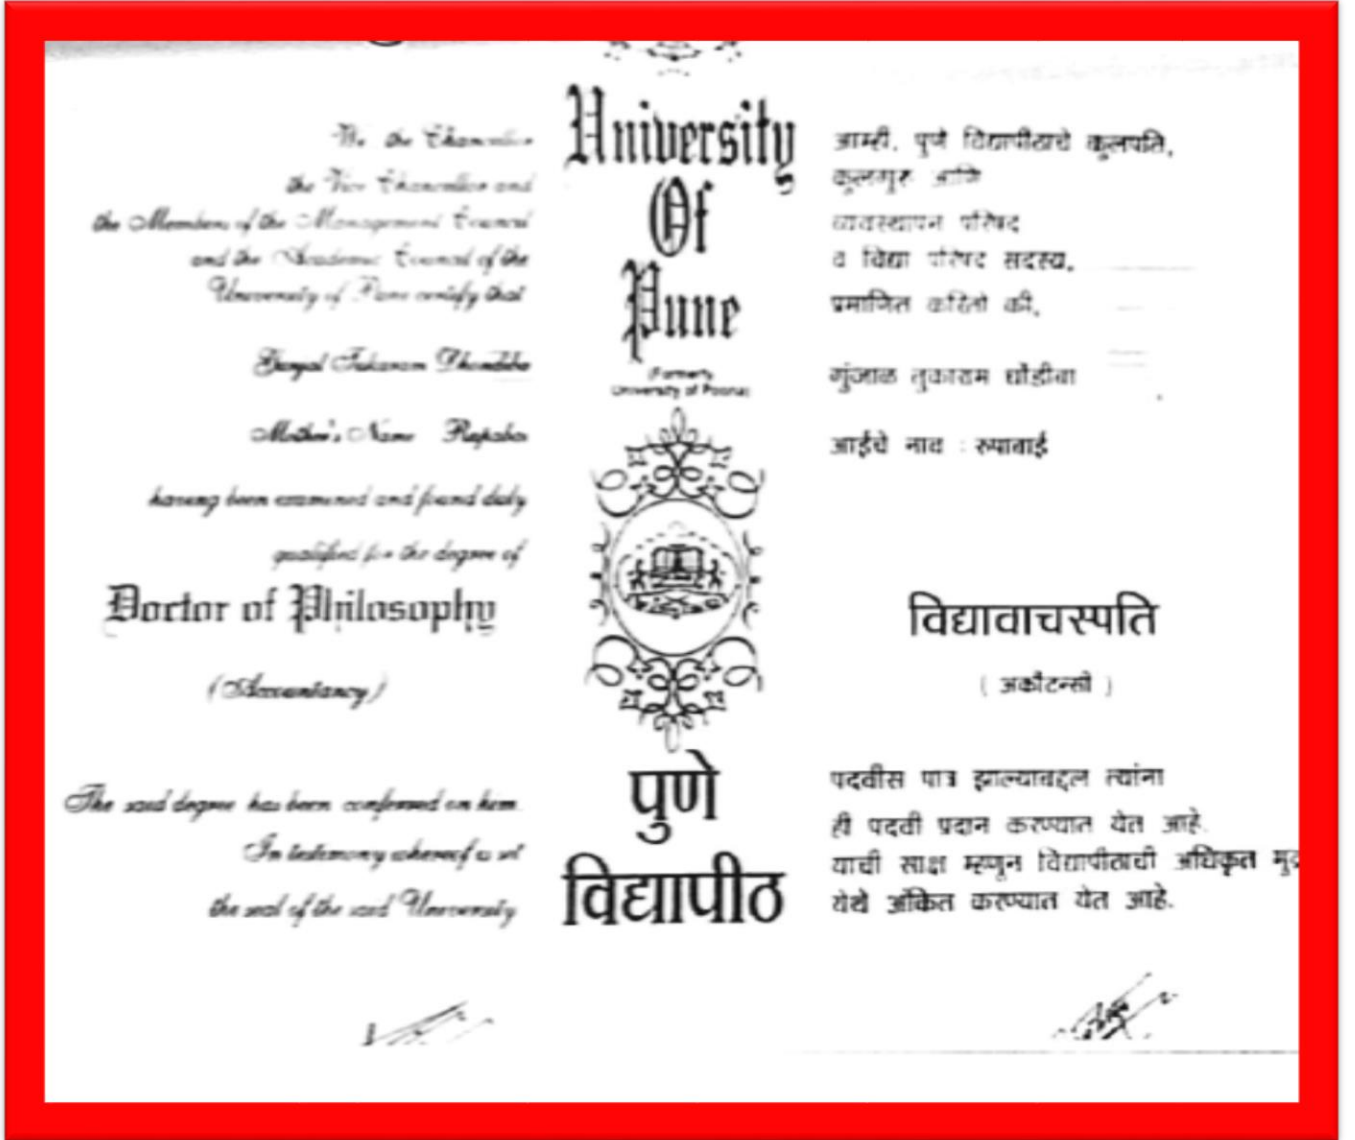 University
Of
Pune
(Formerly
University of Poona)
We the Chancellor
the Vice Chancellor and
the Members of the Management Council
and the Academic Council of the
University of Pune certify that
Gunjal Tukaram Dhondiba
Mother's Name Rupabai
having been examined and found duly
qualified for the degree of
Doctor of Philosophy
(Accountancy)
The said degree has been conferred on him.
In testimony whereof is set
the seal of the said University
आम्ही, पुणे विद्यापीठाचे कुलपति,
कुलगुरु आणि
व्यवस्थापन परिषद
व विद्या परिषद सदस्य,
प्रमाणित करितो की,
गुंजाळ तुकाराम धोंडीबा
आईचे नाव : रुपाबाई
विद्यावाचस्पति
( अकौंटन्सी )
पदवीस पात्र झाल्याबद्दल त्यांना
ही पदवी प्रदान करण्यात येत आहे.
याची साक्ष म्हणून विद्यापीठाची अधिकृत
येथे अंकित करण्यात येत आहे.
पुणे
विद्यापीठ